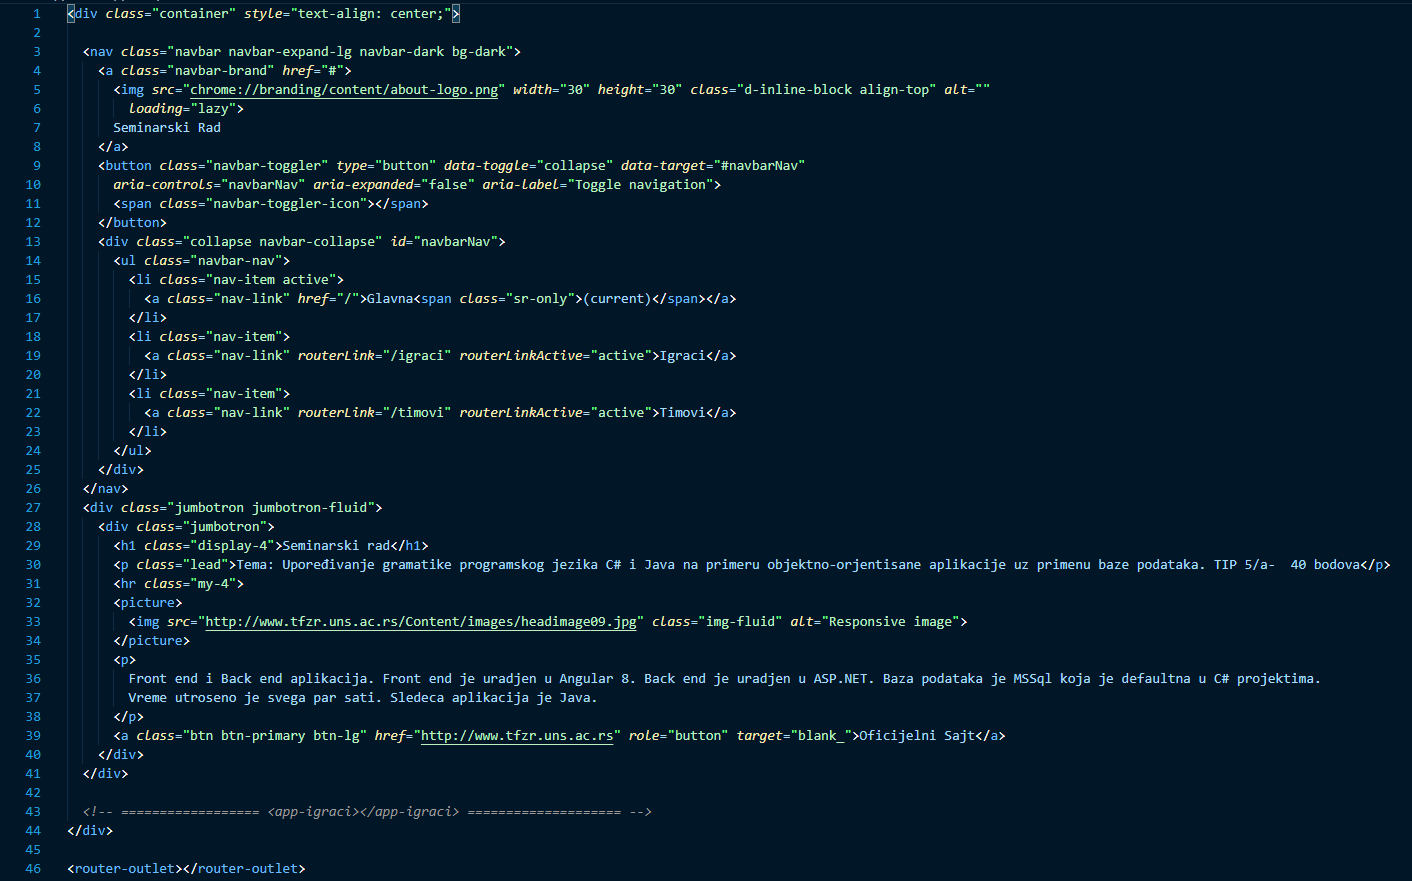 1 <div class="container" style="text-align: center;">
2
3 <nav class="navbar navbar-expand-lg navbar-dark bg-dark">
4 <a class="navbar-brand" href="#">
5 <img src="chrome://branding/content/about-logo.png" width="30" height="30" class="d-inline-block align-top" alt=""
6 loading="lazy">
7 Seminarski Rad
8 </a>
9 <button class="navbar-toggler" type="button" data-toggle="collapse" data-target="#navbarNav"
10 aria-controls="navbarNav" aria-expanded="false" aria-label="Toggle navigation">
11 <span class="navbar-toggler-icon"></span>
12 </button>
13 <div class="collapse navbar-collapse" id="navbarNav">
14 <ul class="navbar-nav">
15 <li class="nav-item active">
16 <a class="nav-link" href="/">Glavna<span class="sr-only">(current)</span></a>
17 </li>
18 <li class="nav-item">
19 <a class="nav-link" routerLink="/igraci" routerLinkActive="active">Igraci</a>
20 </li>
21 <li class="nav-item">
22 <a class="nav-link" routerLink="/timovi" routerLinkActive="active">Timovi</a>
23 </li>
24 </ul>
25 </div>
26 </nav>
27 <div class="jumbotron jumbotron-fluid">
28 <div class="jumbotron">
29 <h1 class="display-4">Seminarski rad</h1>
30 <p class="lead">Tema: Upoređivanje gramatike programskog jezika C# i Java na primeru objektno-orjentisane aplikacije uz primenu baze podataka. TIP 5/a-  40 bodova</p>
31 <hr class="my-4">
32 <picture>
33 <img src="http://www.tfzr.uns.ac.rs/Content/images/headimage09.jpg" class="img-fluid" alt="Responsive image">
34 </picture>
35 <p>
36 Front end i Back end aplikacija. Front end je uradjen u Angular 8. Back end je uradjen u ASP.NET. Baza podataka je MSSql koja je defaultna u C# projektima.
37 Vreme utroseno je svega par sati. Sledeca aplikacija je Java.
38 </p>
39 <a class="btn btn-primary btn-lg" href="http://www.tfzr.uns.ac.rs" role="button" target="blank_">Oficijelni Sajt</a>
40 </div>
41 </div>
42
43 <!-- ================== <app-igraci></app-igraci> ==================== -->
44 </div>
45
46 <router-outlet></router-outlet>